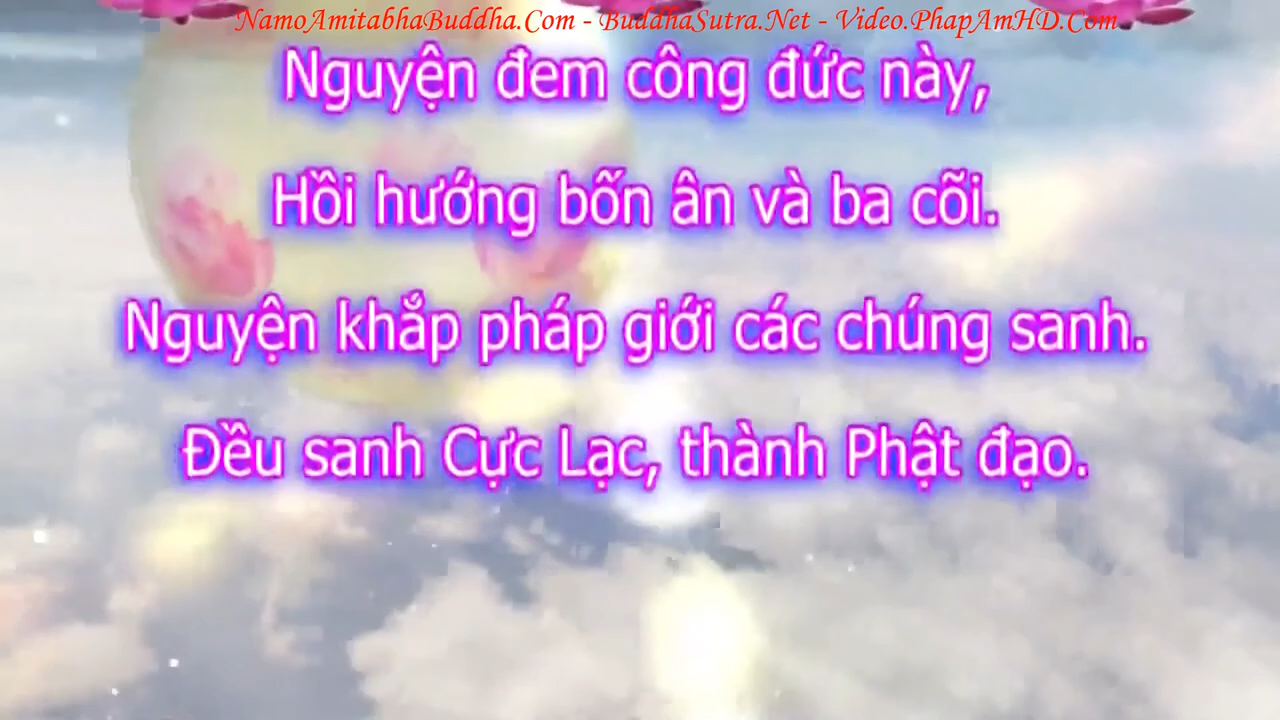 NamoAmitabhaBuddha.Com - BuddhaSutra.Net - Video.PhapAmHD.Com
Nguyện đem công đức này,
Hồi hướng bốn ân và ba cõi.
Nguyện khắp pháp giới các chúng sanh.
Đều sanh Cực Lạc, thành Phật đạo.